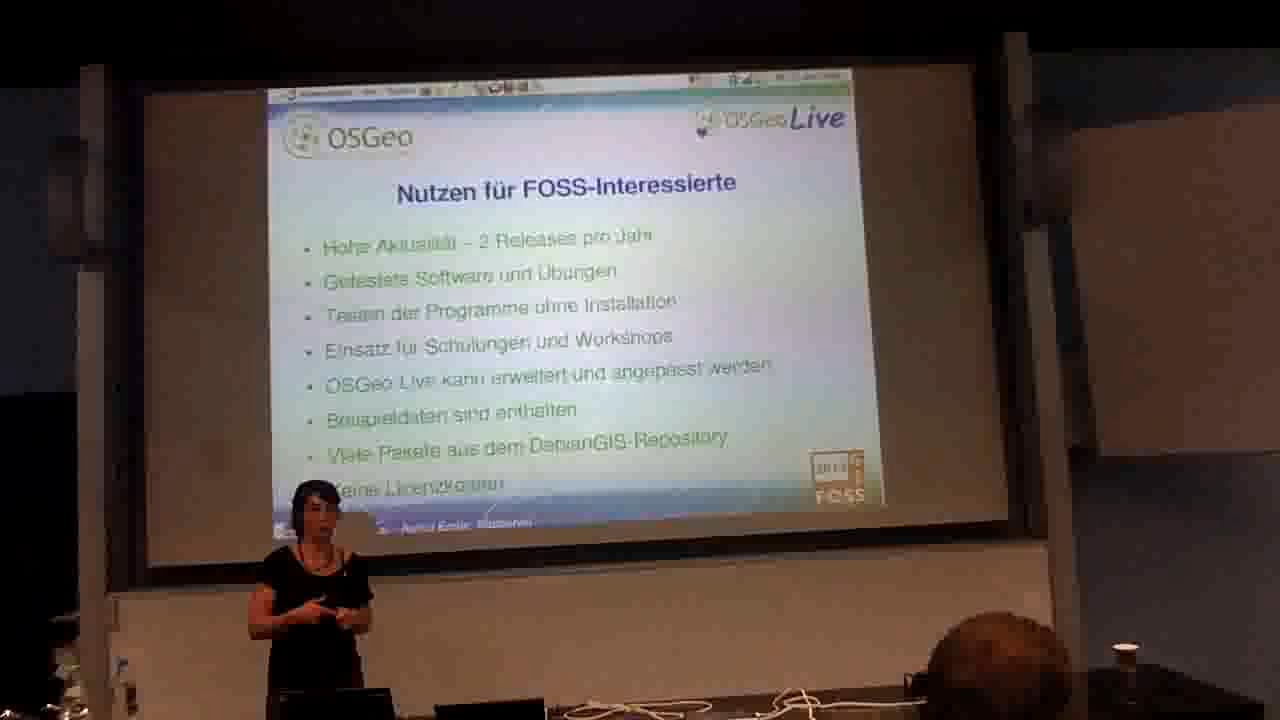 OSGeo
OSGeo Live
Nutzen für FOSS-Interessierte
Hohe Aktualität – 2 Releases pro Jahr
Getestete Software und Übungen
Testen der Programme ohne Installation
Einsatz für Schulungen und Workshops
OSGeo Live kann erweitert und angepasst werden
Beispieldaten sind enthalten
Viele Pakete aus dem DebianGIS-Repository
Keine Lizenzkosten
FOSS